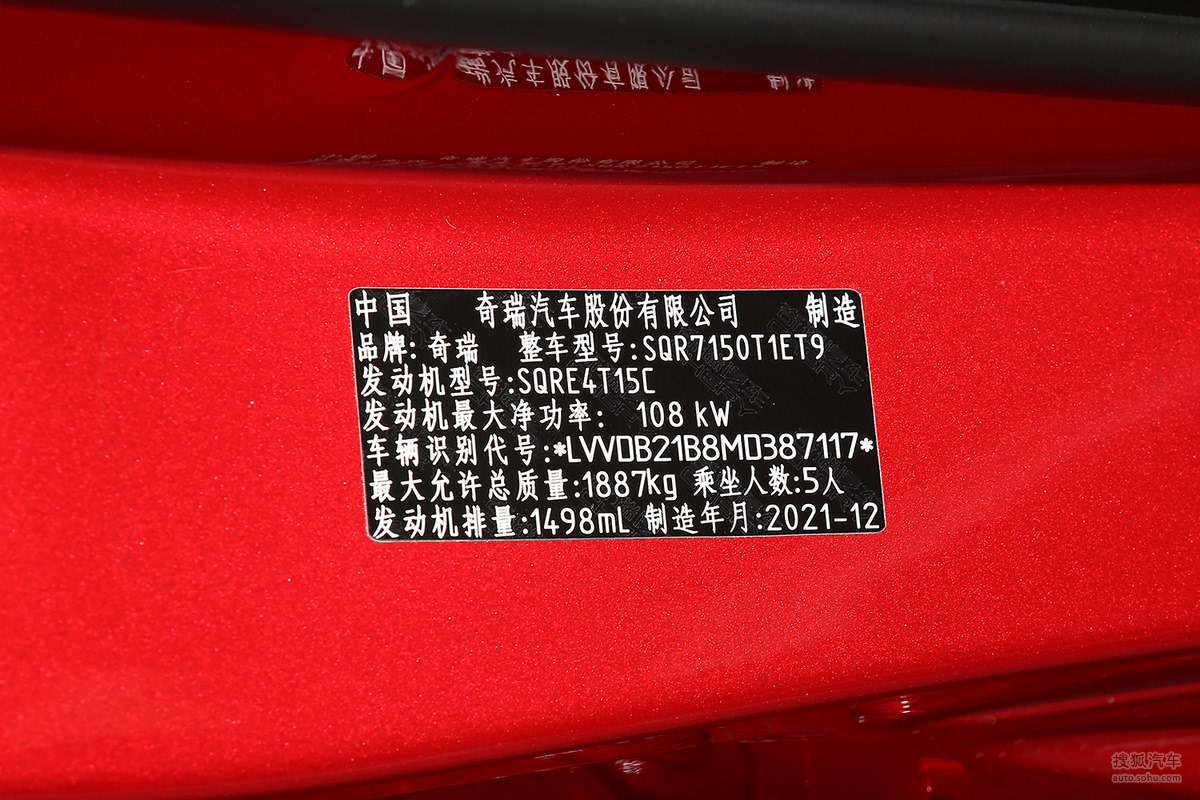 中国 奇瑞汽车股份有限公司 制造
品牌: 奇瑞 整车型号:SQR7150T1ET9
发动机型号:SQRE4T15C
发动机最大净功率: 108 kW
车辆识别代号:*LVVDB21B8MD387117*
最大允许总质量:1887kg 乘坐人数:5人
发动机排量:1498mL 制造年月:2021-12
搜狐汽车
auto.sohu.com